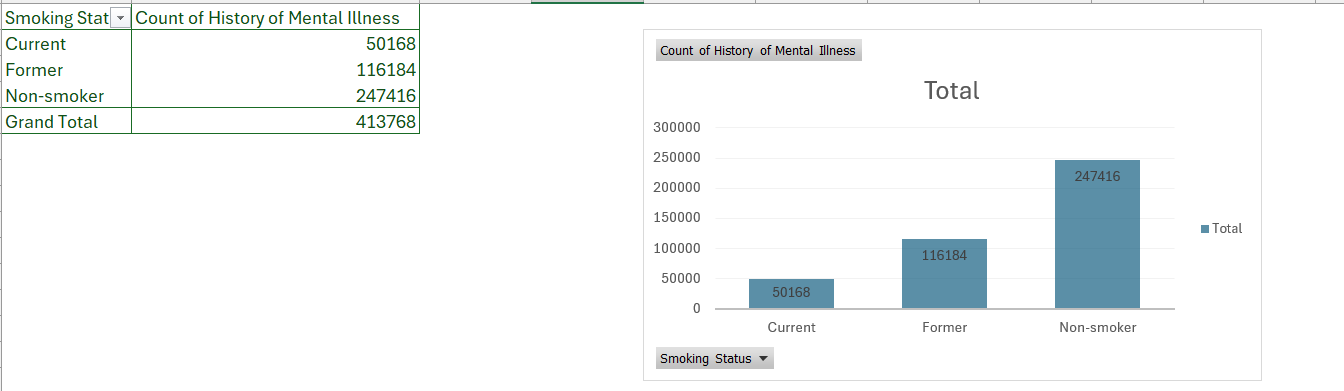 Smoking Stat Count of History of Mental Illness
Current 50168
Former 116184
Non-smoker 247416
Grand Total 413768
Count of History of Mental Illness
Total
300000
250000
200000
150000
100000
50000
0
50168
116184
247416
Current Former Non-smoker
Total
Smoking Status